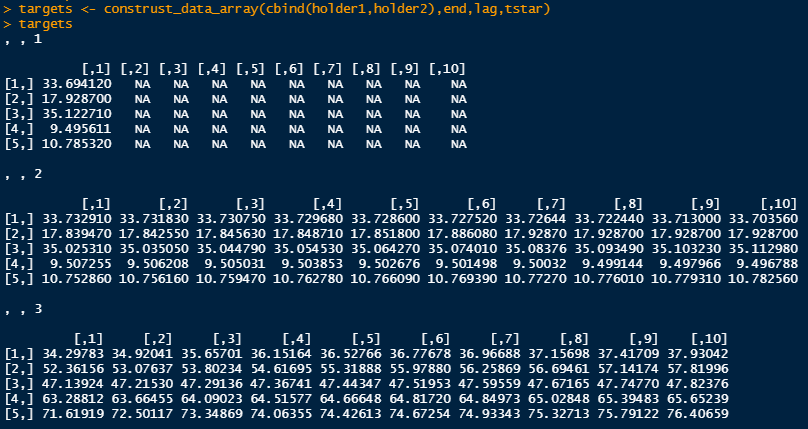 > targets <- construst_data_array(cbind(holder1,holder2),end,lag,tstar)
> targets
, , 1
[,1] [,2] [,3] [,4] [,5] [,6] [,7] [,8] [,9] [,10]
[1,] 33.694120 NA NA NA NA NA NA NA NA NA
[2,] 17.928700 NA NA NA NA NA NA NA NA NA
[3,] 35.122710 NA NA NA NA NA NA NA NA NA
[4,] 9.495611 NA NA NA NA NA NA NA NA NA
[5,] 10.785320 NA NA NA NA NA NA NA NA NA
, , 2
[,1] [,2] [,3] [,4] [,5] [,6] [,7] [,8] [,9] [,10]
[1,] 33.732910 33.731830 33.730750 33.729680 33.728600 33.727520 33.72644 33.722440 33.713000 33.703560
[2,] 17.839470 17.842550 17.845630 17.848710 17.851800 17.886080 17.92870 17.928700 17.928700 17.928700
[3,] 35.025310 35.035050 35.044790 35.054530 35.064270 35.074010 35.08376 35.093490 35.103230 35.112980
[4,] 9.507255 9.506208 9.505031 9.503853 9.502676 9.501498 9.50032 9.499144 9.497966 9.496788
[5,] 10.752860 10.756160 10.759470 10.762780 10.766090 10.769390 10.77270 10.776010 10.779310 10.782560
, , 3
[,1] [,2] [,3] [,4] [,5] [,6] [,7] [,8] [,9] [,10]
[1,] 34.29783 34.92041 35.65701 36.15164 36.52766 36.77678 36.96688 37.15698 37.41709 37.93042
[2,] 52.36156 53.07637 53.80234 54.61695 55.31888 55.97880 56.25869 56.69461 57.14174 57.81996
[3,] 47.13924 47.21530 47.29136 47.36741 47.44347 47.51953 47.59559 47.67165 47.74770 47.82376
[4,] 63.28812 63.66455 64.09023 64.51577 64.66648 64.81720 64.84973 65.02848 65.39483 65.65239
[5,] 71.61919 72.50117 73.34869 74.06355 74.42613 74.67254 74.93343 75.32713 75.79122 76.40659